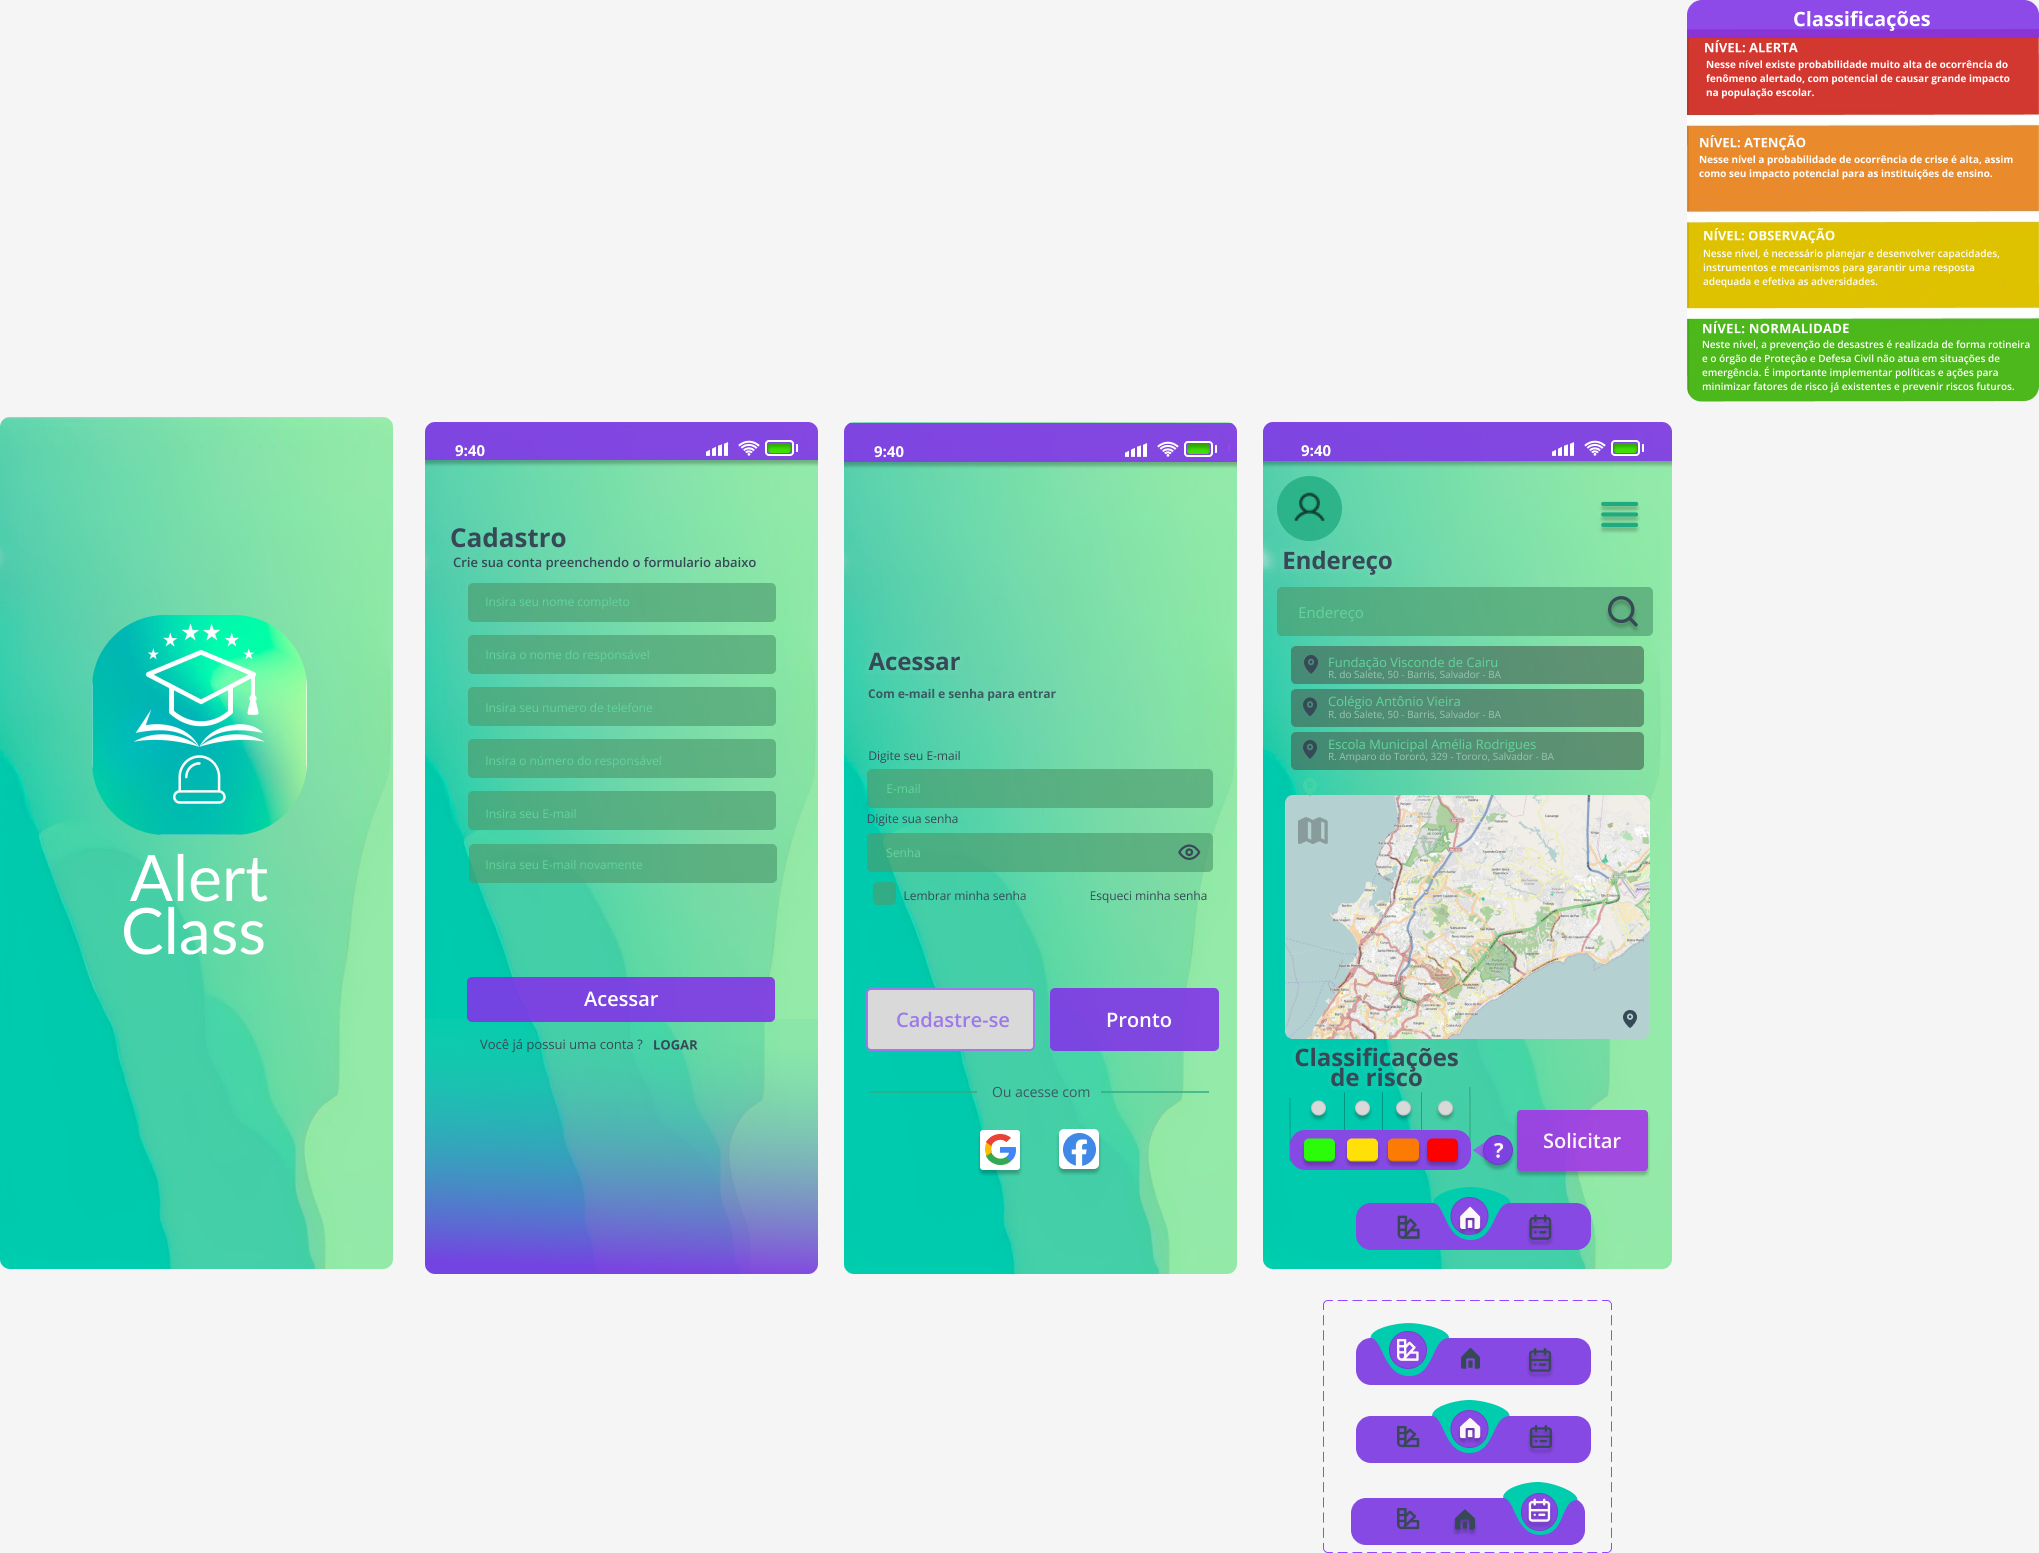 Classificações
NÍVEL: ALERTA
Nesse nível existe probabilidade muito alta de ocorrência do
fenômeno alertado, com potencial de causar grande impacto
na população escolar.
NÍVEL: ATENÇÃO
Nesse nível a probabilidade de ocorrência de crise é alta, assim
como seu impacto potencial para as instituições de ensino.
NÍVEL: OBSERVAÇÃO
Nesse nível, é necessário planejar e desenvolver capacidades,
instrumentos e mecanismos para garantir uma resposta
adequada e efetiva as adversidades.
NÍVEL: NORMALIDADE
Neste nível, a prevenção de desastres é realizada de forma rotineira
e o órgão de Proteção e Defesa Civil não atua em situações de
emergência. É importante implementar políticas e ações para
minimizar fatores de risco já existentes e prevenir riscos futuros.
Alert
Class
9:40
Cadastro
Crie sua conta preenchendo o formulario abaixo
Insira seu nome completo
Insira o nome do responsável
Insira seu numero de telefone
Insira o número do responsável
Insira seu E-mail
Insira seu E-mail novamente
Acessar
Você já possui uma conta ? LOGAR
9:40
Acessar
Com e-mail e senha para entrar
Digite seu E-mail
E-mail
Digite sua senha
Senha
Lembrar minha senha
Esqueci minha senha
Cadastre-se
Pronto
Ou acesse com
9:40
Endereço
Endereço
Fundação Visconde de Cairu
R. do Salete, 50 - Barris, Salvador - BA
Colégio Antônio Vieira
R. do Salete, 50 - Barris, Salvador - BA
Escola Municipal Amélia Rodrigues
R. Amparo do Tororó, 329 - Tororo, Salvador - BA
Classificações
de risco
?
Solicitar